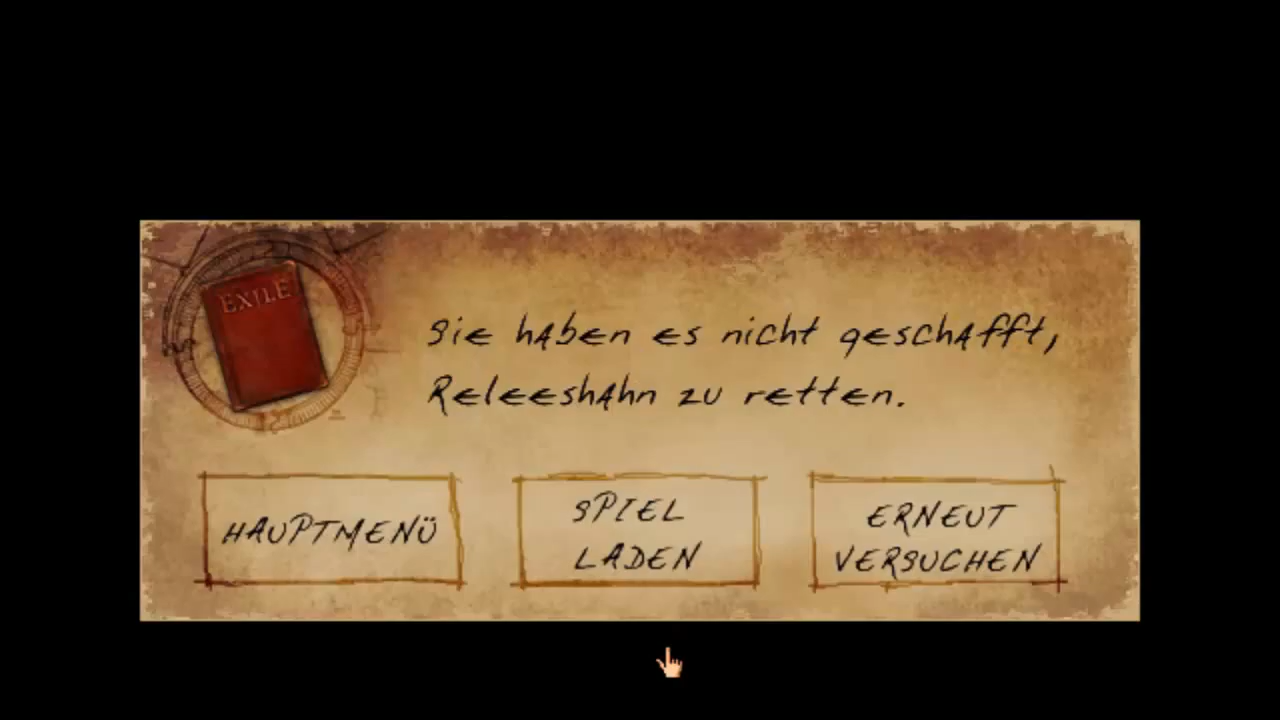 EXILE
Sie haben es nicht geschafft,
Releeshahn zu retten.
HAUPTMENÜ
SPIEL
LADEN
ERNEUT
VERSUCHEN